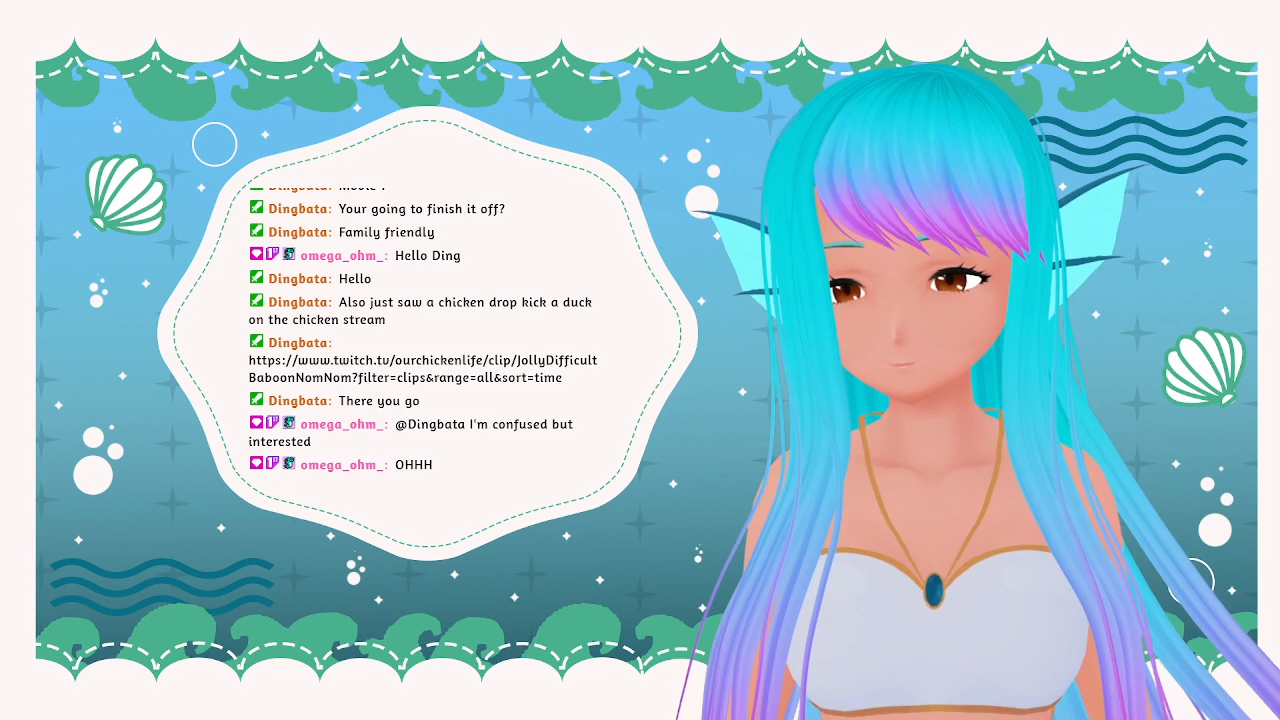 Dingbata: Your going to finish it off?
Dingbata: Family friendly
omega_ohm_: Hello Ding
Dingbata: Hello
Dingbata: Also just saw a chicken drop kick a duck
on the chicken stream
Dingbata:
https://www.twitch.tv/ourchickenlife/clip/JollyDifficult
BaboonNomNom?filter=clips&range=all&sort=time
Dingbata: There you go
omega_ohm_: @Dingbata I'm confused but
interested
omega_ohm_: OHHH